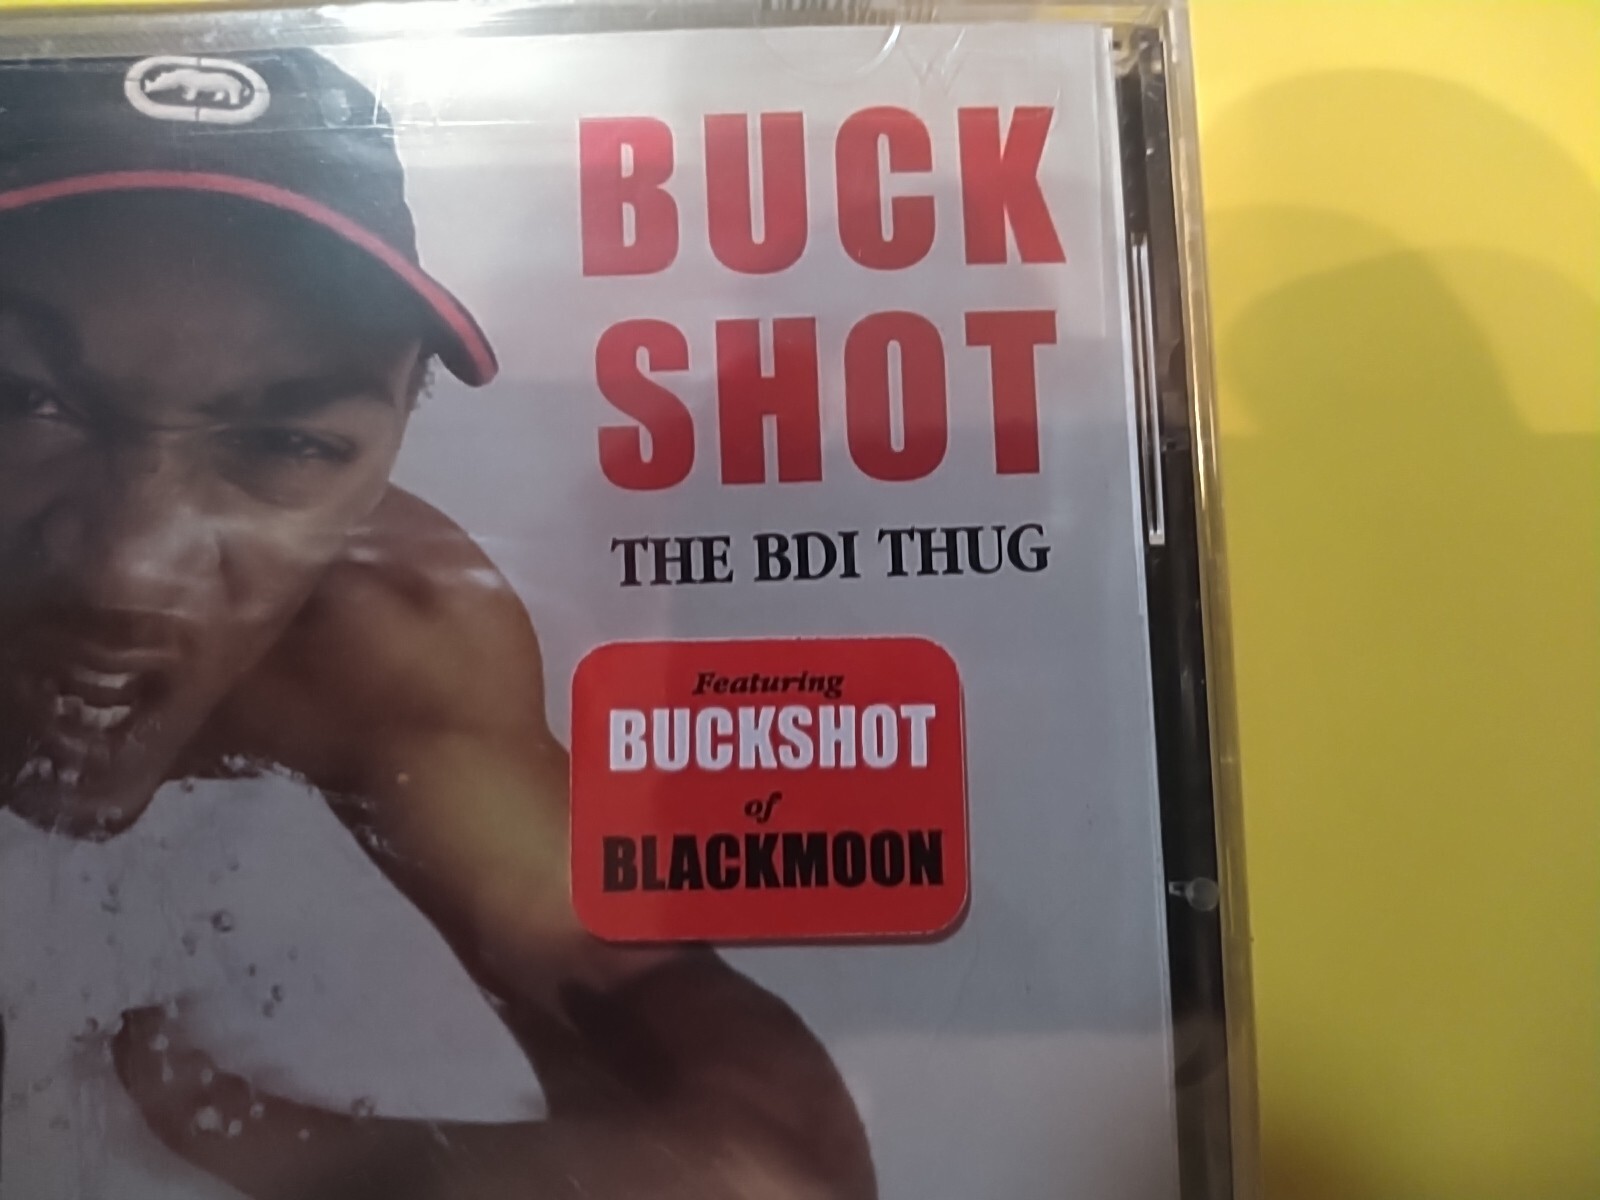 BUCK
SHOT
THE BDI THUG
Featuring
BUCKSHOT
of
BLACKMOON